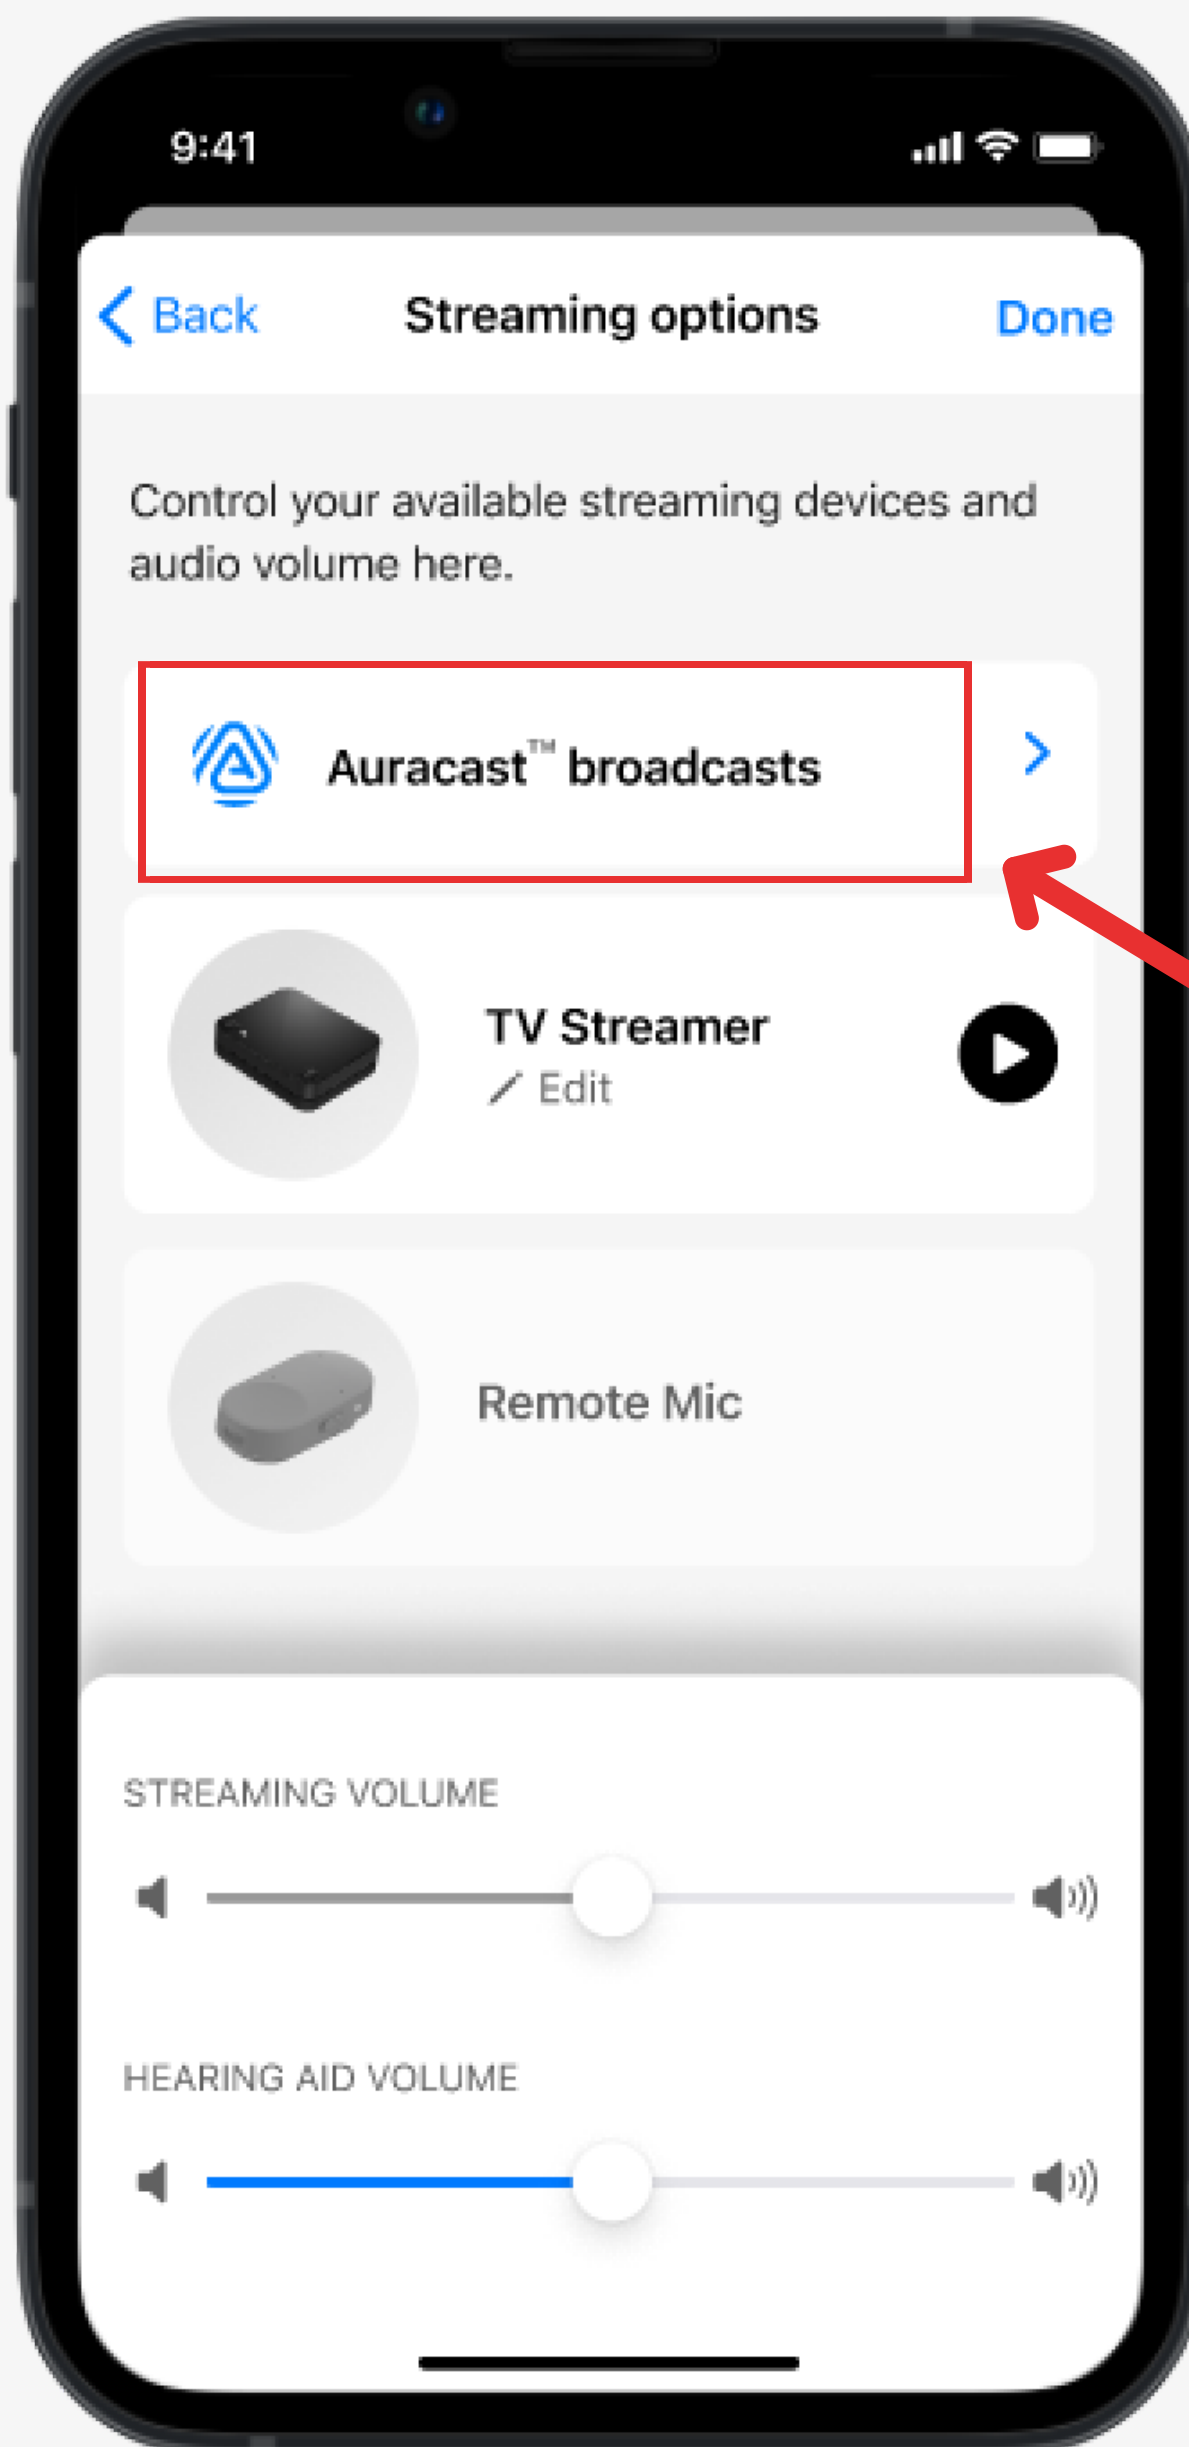 9:41
Back
Streaming options
Done
Control your available streaming devices and
audio volume here.
Auracast™ broadcasts
TV Streamer
Edit
Remote Mic
STREAMING VOLUME
HEARING AID VOLUME